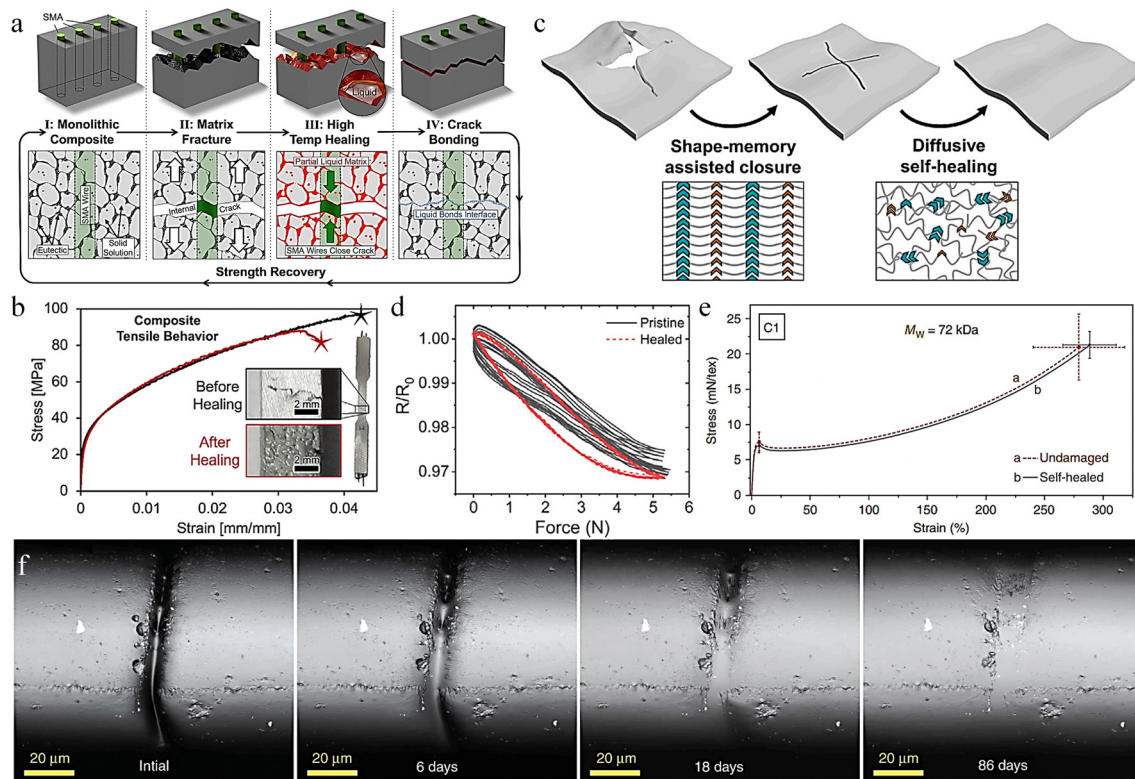 a
SMA
Liquid
I: Monolithic
Composite
II: Matrix
Fracture
III: High
Temp Healing
IV: Crack
Bonding
SMA Wire
Eutectic
Solid
Solution
Internal
Crack
Partial Liquid Matrix
SMA Wires Close Crack
Liquid Bonds Interface
Strength Recovery
c
Shape-memory
assisted closure
Diffusive
self-healing
b
Composite
Tensile Behavior
Before
Healing
2 mm
After
Healing
2 mm
Stress [MPa]
100
80
60
40
20
0
0
0.01
0.02
0.03
0.04
Strain [mm/mm]
d
Pristine
Healed
R/R0
1.00
0.99
0.98
0.97
0
1
2
3
4
5
6
Force (N)
e
C1
MW = 72 kDa
Stress (mN/tex)
25
20
15
10
5
0
a
b
a Undamaged
b Self-healed
0
50
100
150
200
250
300
Strain (%)
f
20 µm
Intial
20 µm
6 days
20 µm
18 days
20 µm
86 days